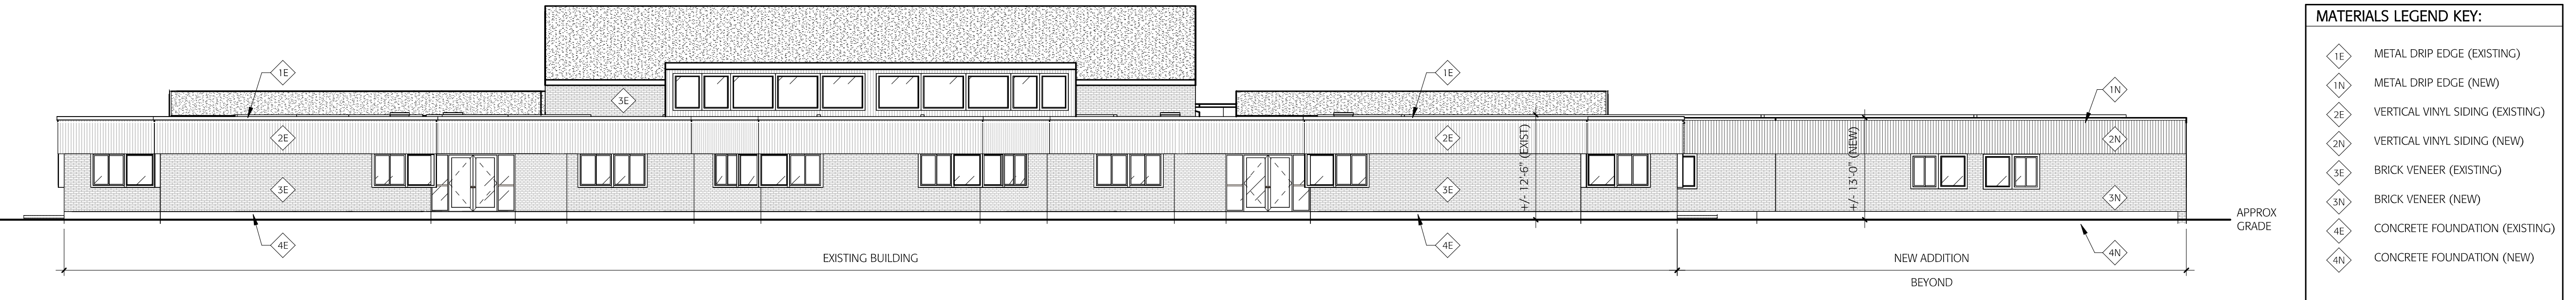 1E
1E
1N
3E
2E
2E
2N
3E
3E
3N
+/- 12'-6" (EXIST)
+/- 13'-0" (NEW)
APPROX
GRADE
4E
4E
4N
EXISTING BUILDING
NEW ADDITION
BEYOND
MATERIALS LEGEND KEY:
1E METAL DRIP EDGE (EXISTING)
1N METAL DRIP EDGE (NEW)
2E VERTICAL VINYL SIDING (EXISTING)
2N VERTICAL VINYL SIDING (NEW)
3E BRICK VENEER (EXISTING)
3N BRICK VENEER (NEW)
4E CONCRETE FOUNDATION (EXISTING)
4N CONCRETE FOUNDATION (NEW)